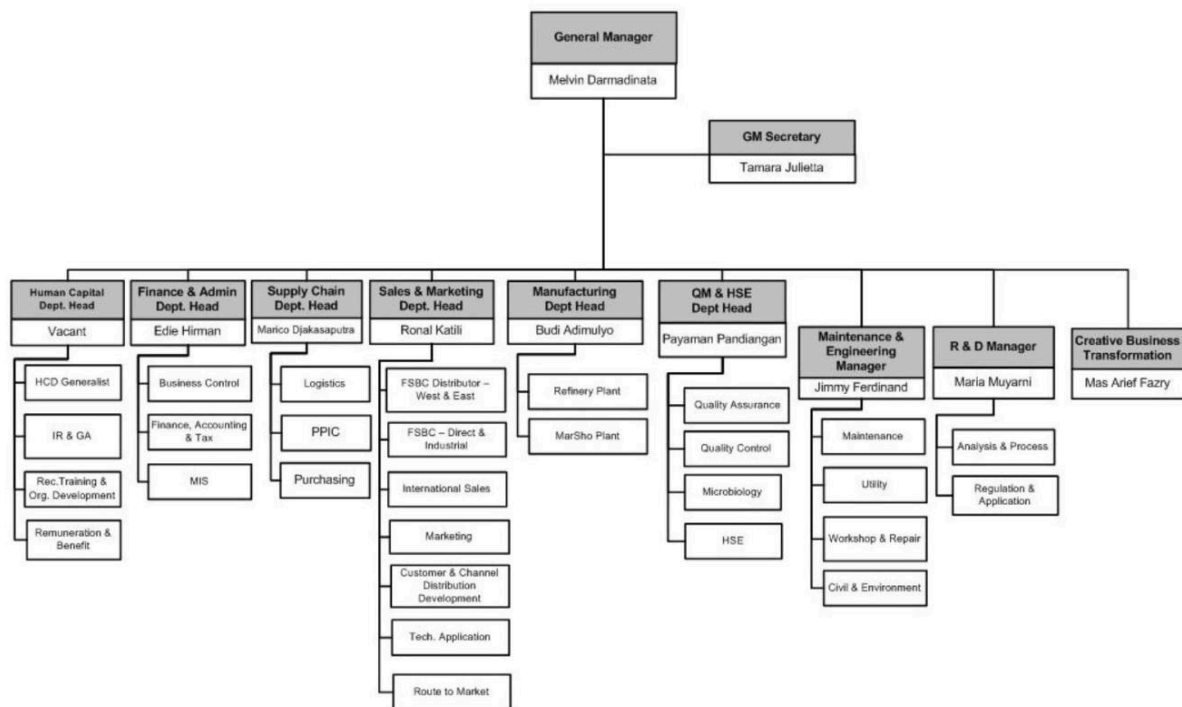 General Manager
Melvin Darmadinata
GM Secretary
Tamara Julietta
Human Capital
Dept. Head
Vacant
HCD Generalist
IR & GA
Rec.Training &
Org. Development
Remuneration &
Benefit
Finance & Admin
Dept. Head
Edie Hirman
Business Control
Finance, Accounting
& Tax
MIS
Supply Chain
Dept. Head
Marico Djakasaputra
Logistics
PPIC
Purchasing
Sales & Marketing
Dept. Head
Ronal Katili
FSBC Distributor –
West & East
FSBC – Direct &
Industrial
International Sales
Marketing
Customer & Channel
Distribution
Development
Tech. Application
Route to Market
Manufacturing
Dept Head
Budi Adimulyo
Refinery Plant
MarSho Plant
QM & HSE
Dept Head
Payaman Pandiangan
Quality Assurance
Quality Control
Microbiology
HSE
Maintenance &
Engineering
Manager
Jimmy Ferdinand
Maintenance
Utility
Workshop & Repair
Civil & Environment
R & D Manager
Maria Muyarni
Analysis & Process
Regulation &
Application
Creative Business
Transformation
Mas Arief Fazry